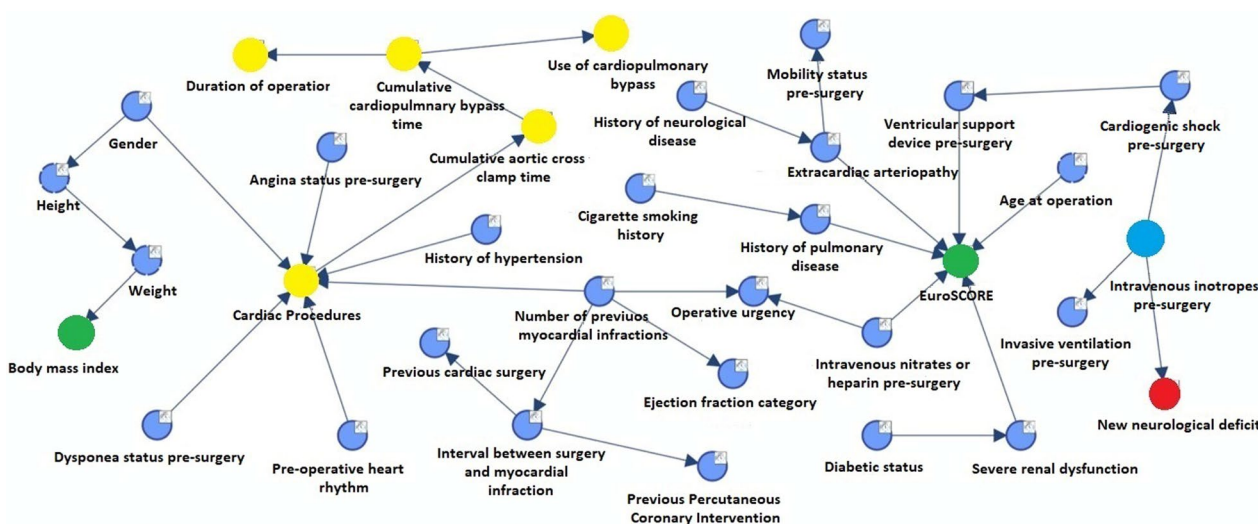 Duration of operatior
Cumulative
cardiopulmnary bypass
time
Use of cardiopulmonary
bypass
Mobility status
pre-surgery
History of neurological
disease
Ventricular support
device pre-surgery
Cardiogenic shock
pre-surgery
Gender
Angina status pre-surgery
Cumulative aortic cross
clamp time
Extracardiac arteriopathy
Height
Cigarette smoking
history
Age at operation
History of hypertension
History of pulmonary
disease
Weight
Cardiac Procedures
Number of previuos
myocardial infractions
Operative urgency
EuroSCORE
Intravenous inotropes
pre-surgery
Body mass index
Previous cardiac surgery
Ejection fraction category
Intravenous nitrates or
heparin pre-surgery
Invasive ventilation
pre-surgery
New neurological deficit
Dysponea status pre-surgery
Pre-operative heart
rhythm
Interval between surgery
and myocardial
infraction
Previous Percutaneous
Coronary Intervention
Diabetic status
Severe renal dysfunction